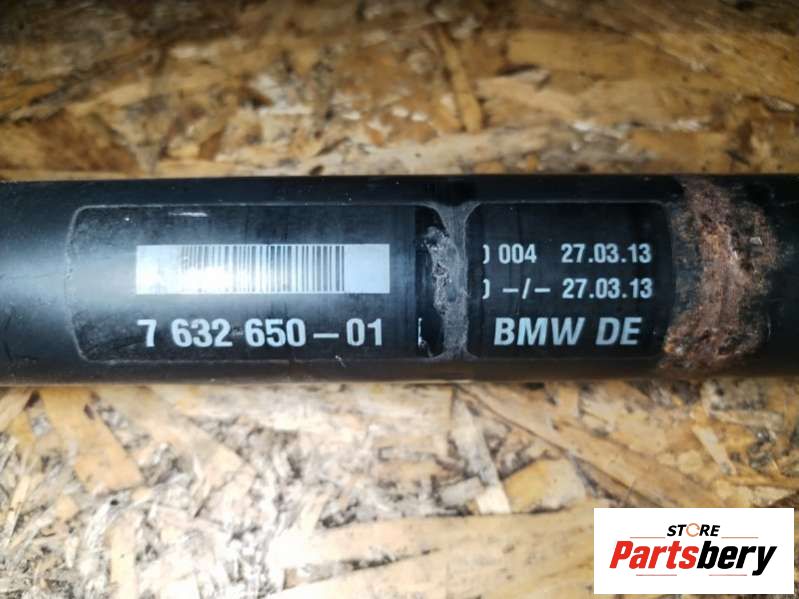 004 27.03.13
-/- 27.03.13
7 632 650-01 BMW DE
STORE
Partsbery